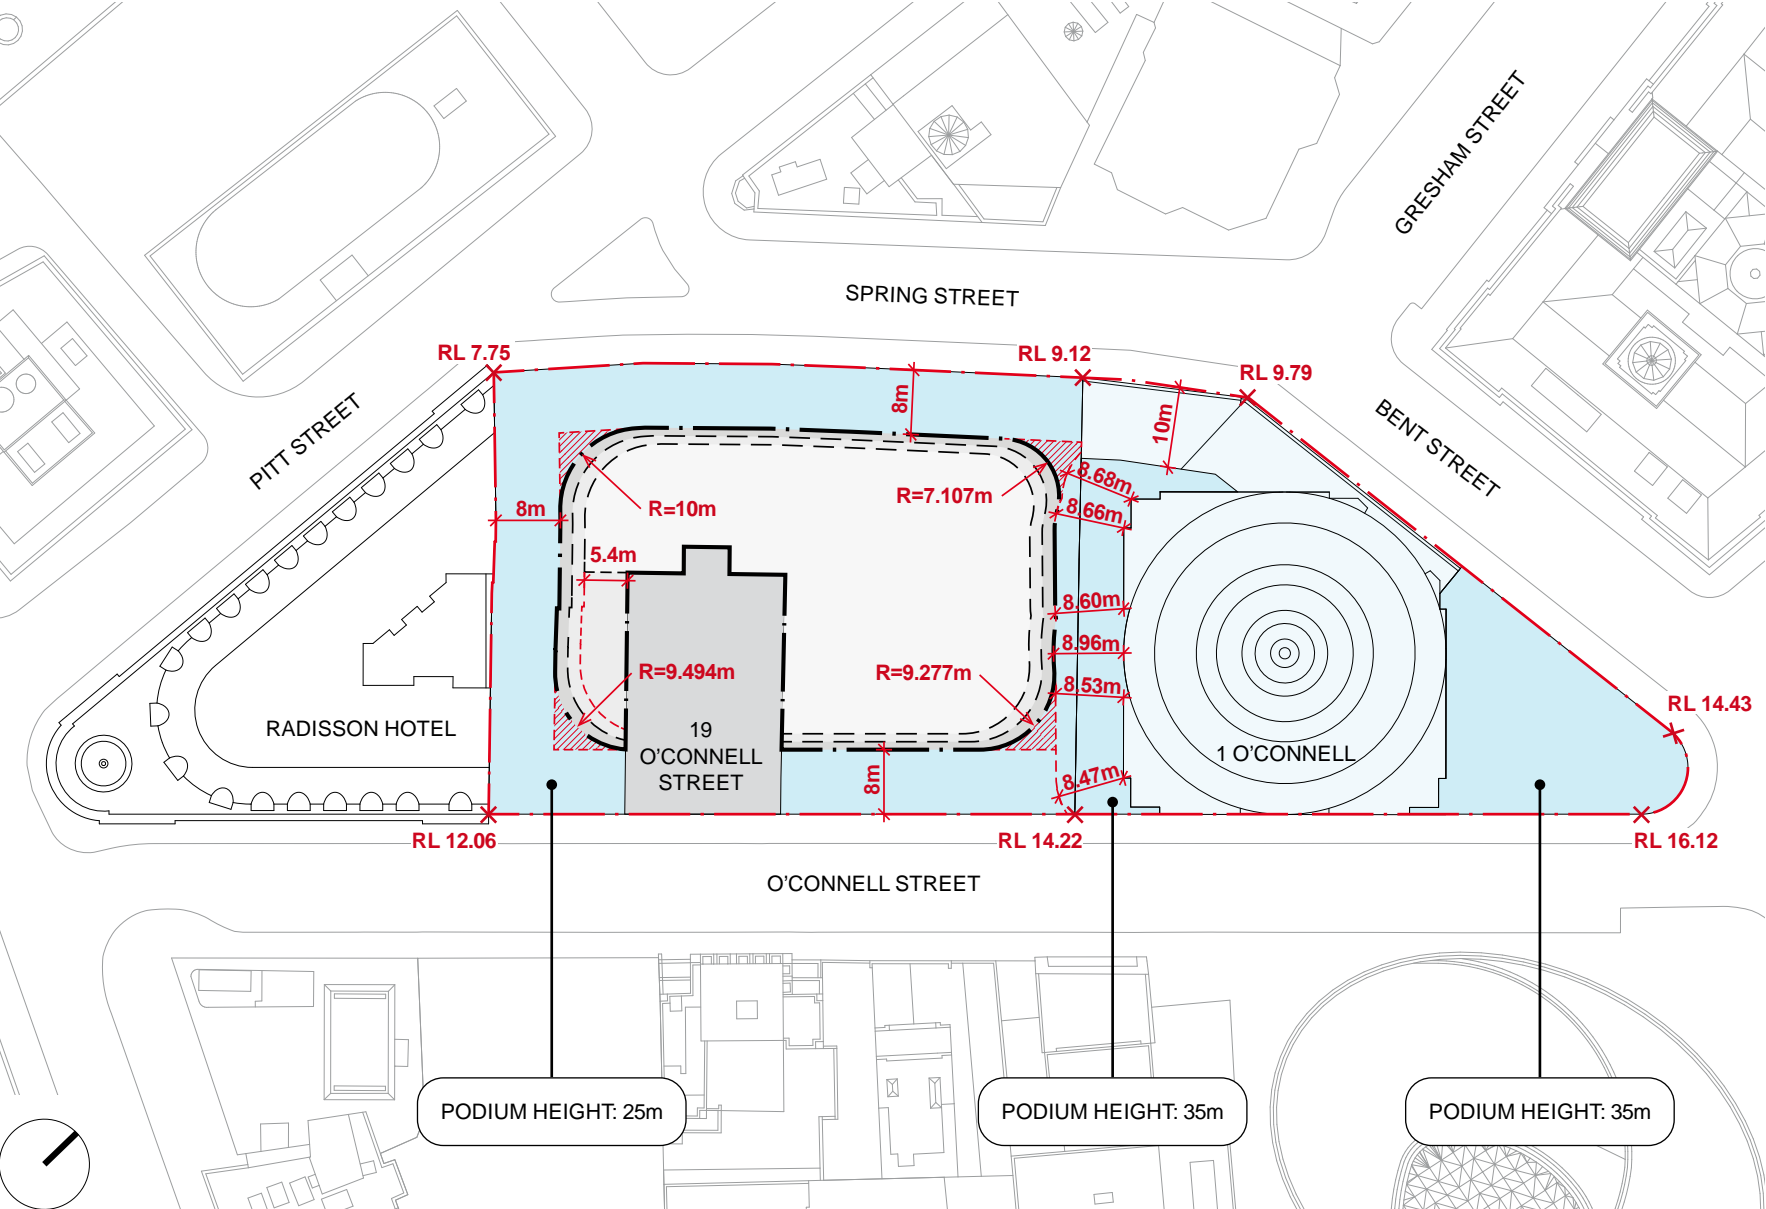 GRESHAM STREET
SPRING STREET
RL 7.75
RL 9.12
RL 9.79
PITT STREET
BENT STREET
8m
10m
8.68m
R=10m
R=7.107m
8m
8.66m
5.4m
8.60m
8.96m
R=9.494m
R=9.277m
8.53m
RL 14.43
RADISSON HOTEL
19
O'CONNELL
STREET
1 O'CONNELL
8m
8.47m
RL 12.06
RL 14.22
RL 16.12
O'CONNELL STREET
PODIUM HEIGHT: 25m
PODIUM HEIGHT: 35m
PODIUM HEIGHT: 35m